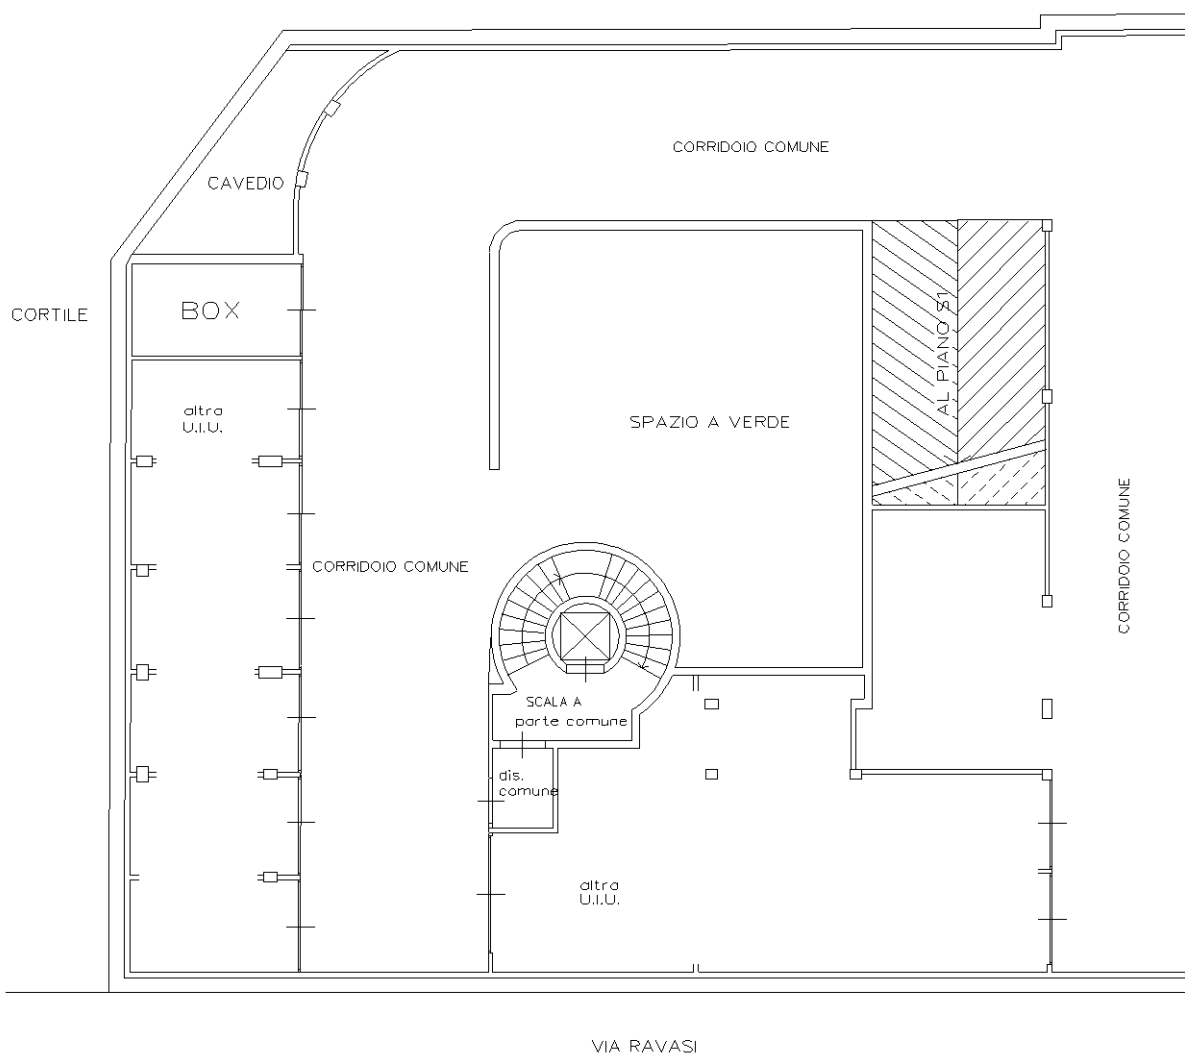 CORRIDOIO COMUNE
CAVEDIO
CORTILE
BOX
AL PIANO S1
altra
U.I.U.
SPAZIO A VERDE
CORRIDOIO COMUNE
CORRIDOIO COMUNE
SCALA A
parte comune
dis.
comune
altra
U.I.U.
VIA RAVASI